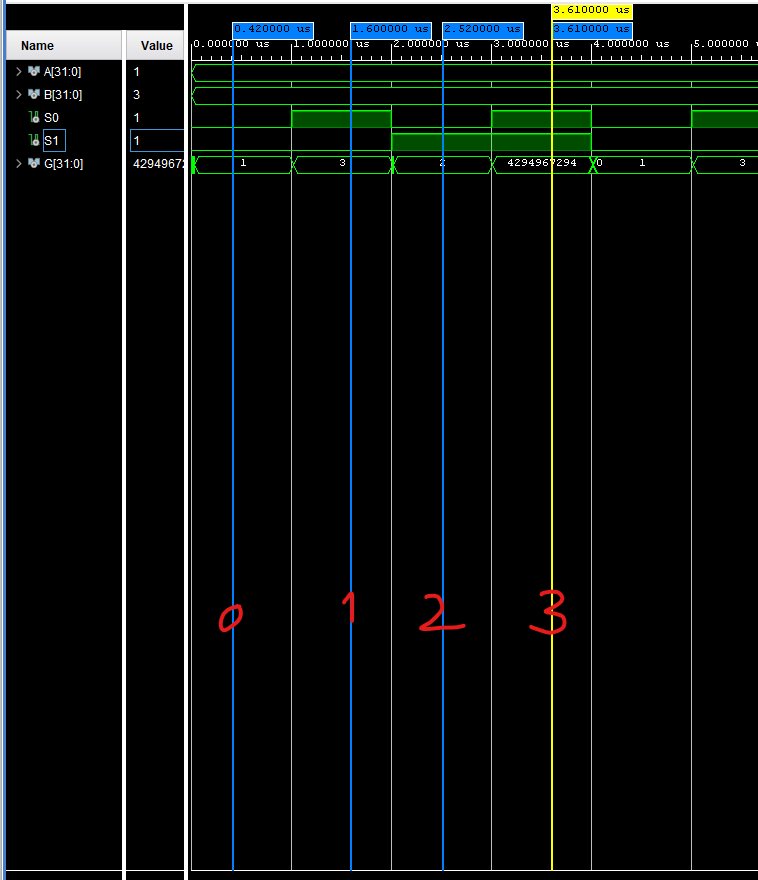 3.610000 us
0.420000 us 1.600000 us 2.520000 us 3.610000 us
Name Value 0.000000 us 1.000000 us 2.000000 us 3.000000 us 4.000000 us 5.000000
A[31:0] 1
B[31:0] 3
S0 1
S1 1
G[31:0] 4294967 1 3 2 4294967294 0 1 3
0 1 2 3